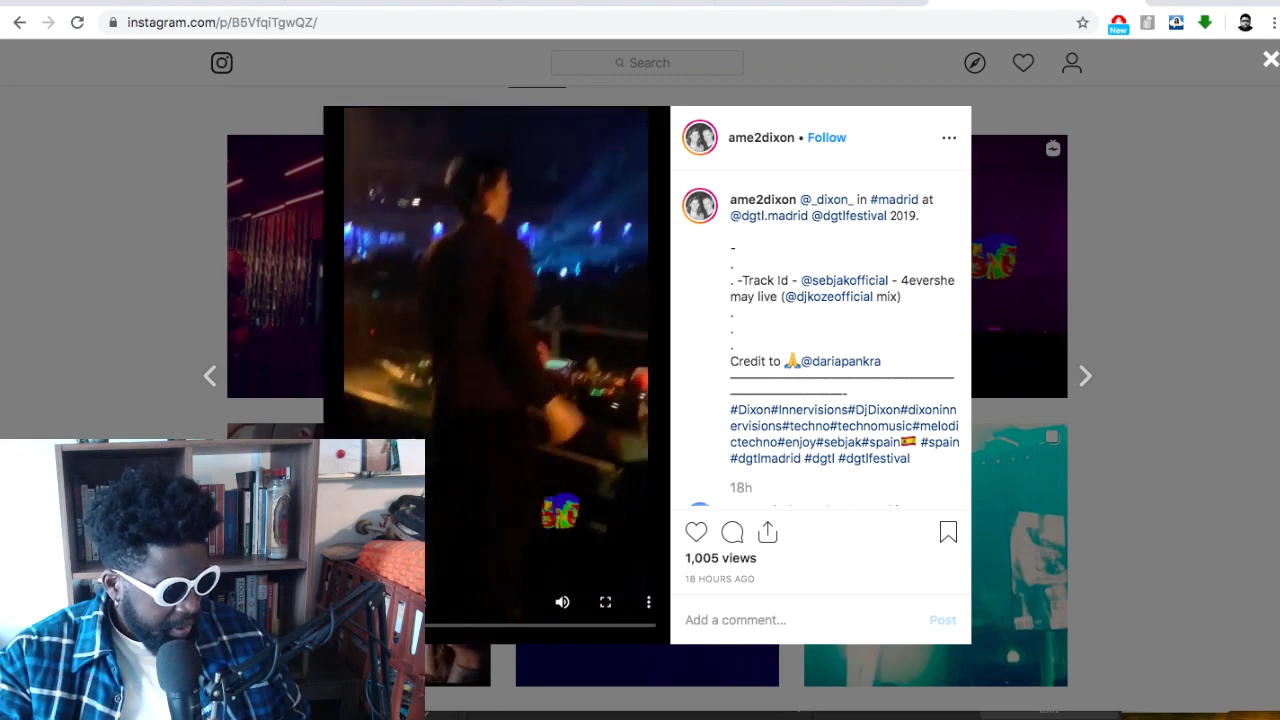 instagram.com/p/B5VfqiTgwQZ/
New
Search
ame2dixon • Follow
ame2dixon @_dixon_ in #madrid at
@dgtl.madrid @dgtlfestival 2019.
-
.
. -Track Id - @sebjakofficial - 4evershe
may live (@djkozeofficial mix)
.
.
.
Credit to 🙏@dariapankra
————————————————
————————-
#Dixon#Innervisions#DjDixon#dixoninn
ervisions#techno#technomusic#melodi
ctechno#enjoy#sebjak#spain🇪🇸 #spain
#dgtlmadrid #dgtl #dgtlfestival
18h
1,005 views
18 HOURS AGO
Add a comment...
Post